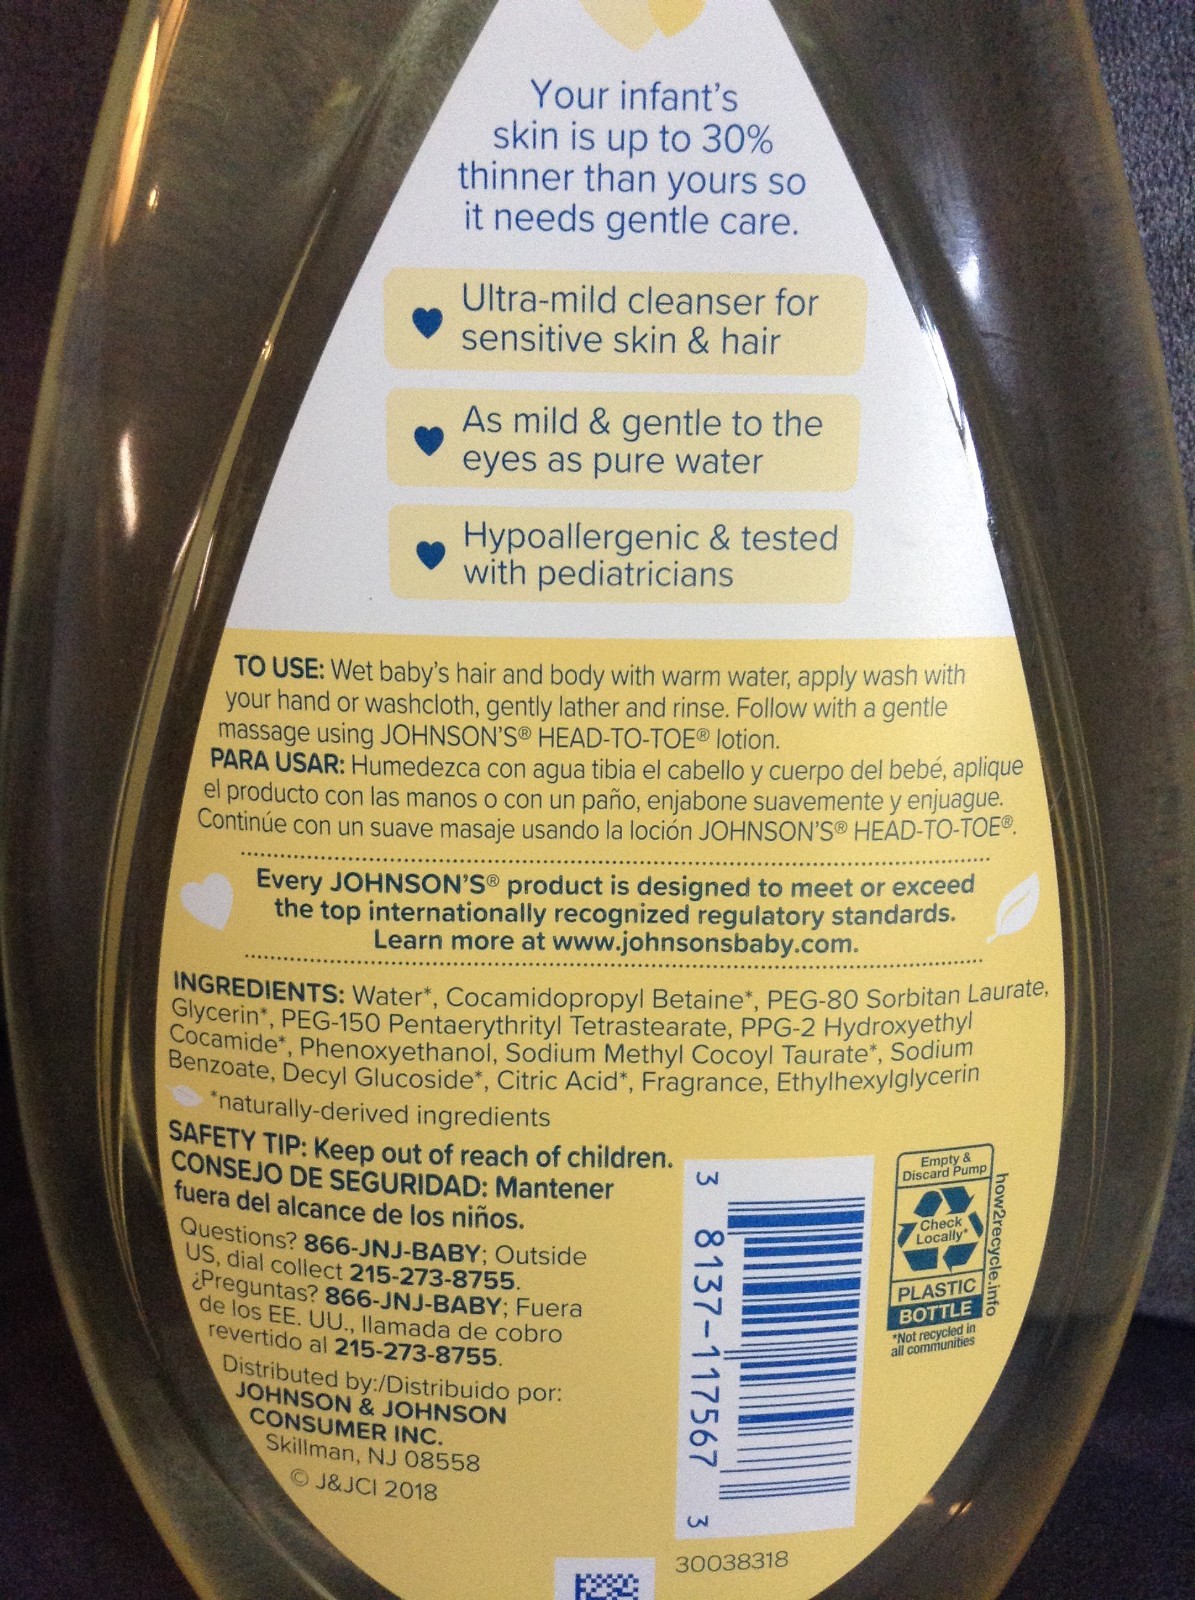 Your infant's
skin is up to 30%
thinner than yours so
it needs gentle care.
Ultra-mild cleanser for
sensitive skin & hair
As mild & gentle to the
eyes as pure water
Hypoallergenic & tested
with pediatricians
TO USE: Wet baby's hair and body with warm water, apply wash with
your hand or washcloth, gently lather and rinse. Follow with a gentle
massage using JOHNSON'S® HEAD-TO-TOE® lotion.
PARA USAR: Humedezca con agua tibia el cabello y cuerpo del bebé, aplique
el producto con las manos o con un paño, enjabone suavemente y enjuague.
Continúe con un suave masaje usando la loción JOHNSON'S® HEAD-TO-TOE®.
Every JOHNSON'S® product is designed to meet or exceed
the top internationally recognized regulatory standards.
Learn more at www.johnsonsbaby.com.
INGREDIENTS: Water*, Cocamidopropyl Betaine*, PEG-80 Sorbitan Laurate,
Glycerin*, PEG-150 Pentaerythrityl Tetrastearate, PPG-2 Hydroxyethyl
Cocamide*, Phenoxyethanol, Sodium Methyl Cocoyl Taurate*, Sodium
Benzoate, Decyl Glucoside*, Citric Acid*, Fragrance, Ethylhexylglycerin
*naturally-derived ingredients
SAFETY TIP: Keep out of reach of children.
CONSEJO DE SEGURIDAD: Mantener
fuera del alcance de los niños.
Questions? 866-JNJ-BABY; Outside
US, dial collect 215-273-8755.
¿Preguntas? 866-JNJ-BABY; Fuera
de los EE. UU., llamada de cobro
revertido al 215-273-8755.
Distributed by:/Distribuido por:
JOHNSON & JOHNSON
CONSUMER INC.
Skillman, NJ 08558
© J&JCI 2018
3 8137-117567 3
30038318
Empty &
Discard Pump
Check
Locally*
PLASTIC
BOTTLE
*Not recycled in
all communities
how2recycle.info